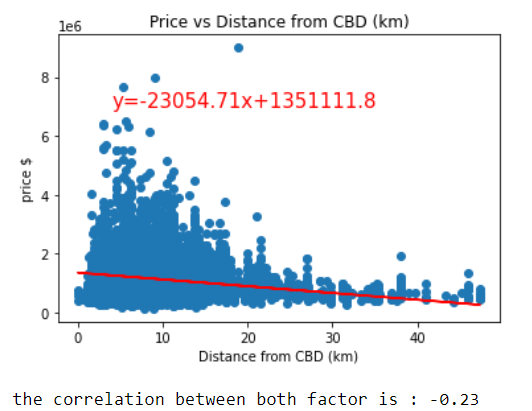 Price vs Distance from CBD (km)
1e6
y=-23054.71x+1351111.8
8
6
4
2
0
price $
0 10 20 30 40
Distance from CBD (km)
the correlation between both factor is : -0.23